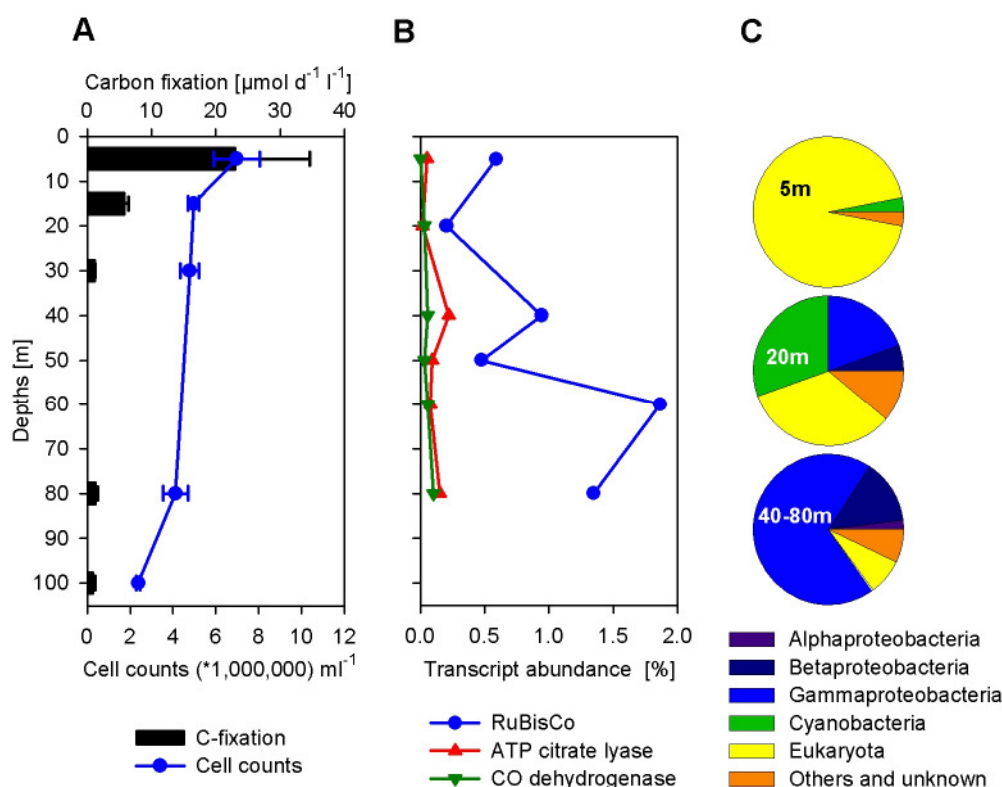 A
B
C
Carbon fixation [µmol d⁻¹ l⁻¹]
0 10 20 30 40
0
10
20
30
40
50
60
70
80
90
100
Depths [m]
0 2 4 6 8 10 12
Cell counts (*1,000,000) ml⁻¹
C-fixation
Cell counts
0.0 0.5 1.0 1.5 2.0
Transcript abundance [%]
RuBisCo
ATP citrate lyase
CO dehydrogenase
5m
20m
40-80m
Alphaproteobacteria
Betaproteobacteria
Gammaproteobacteria
Cyanobacteria
Eukaryota
Others and unknown